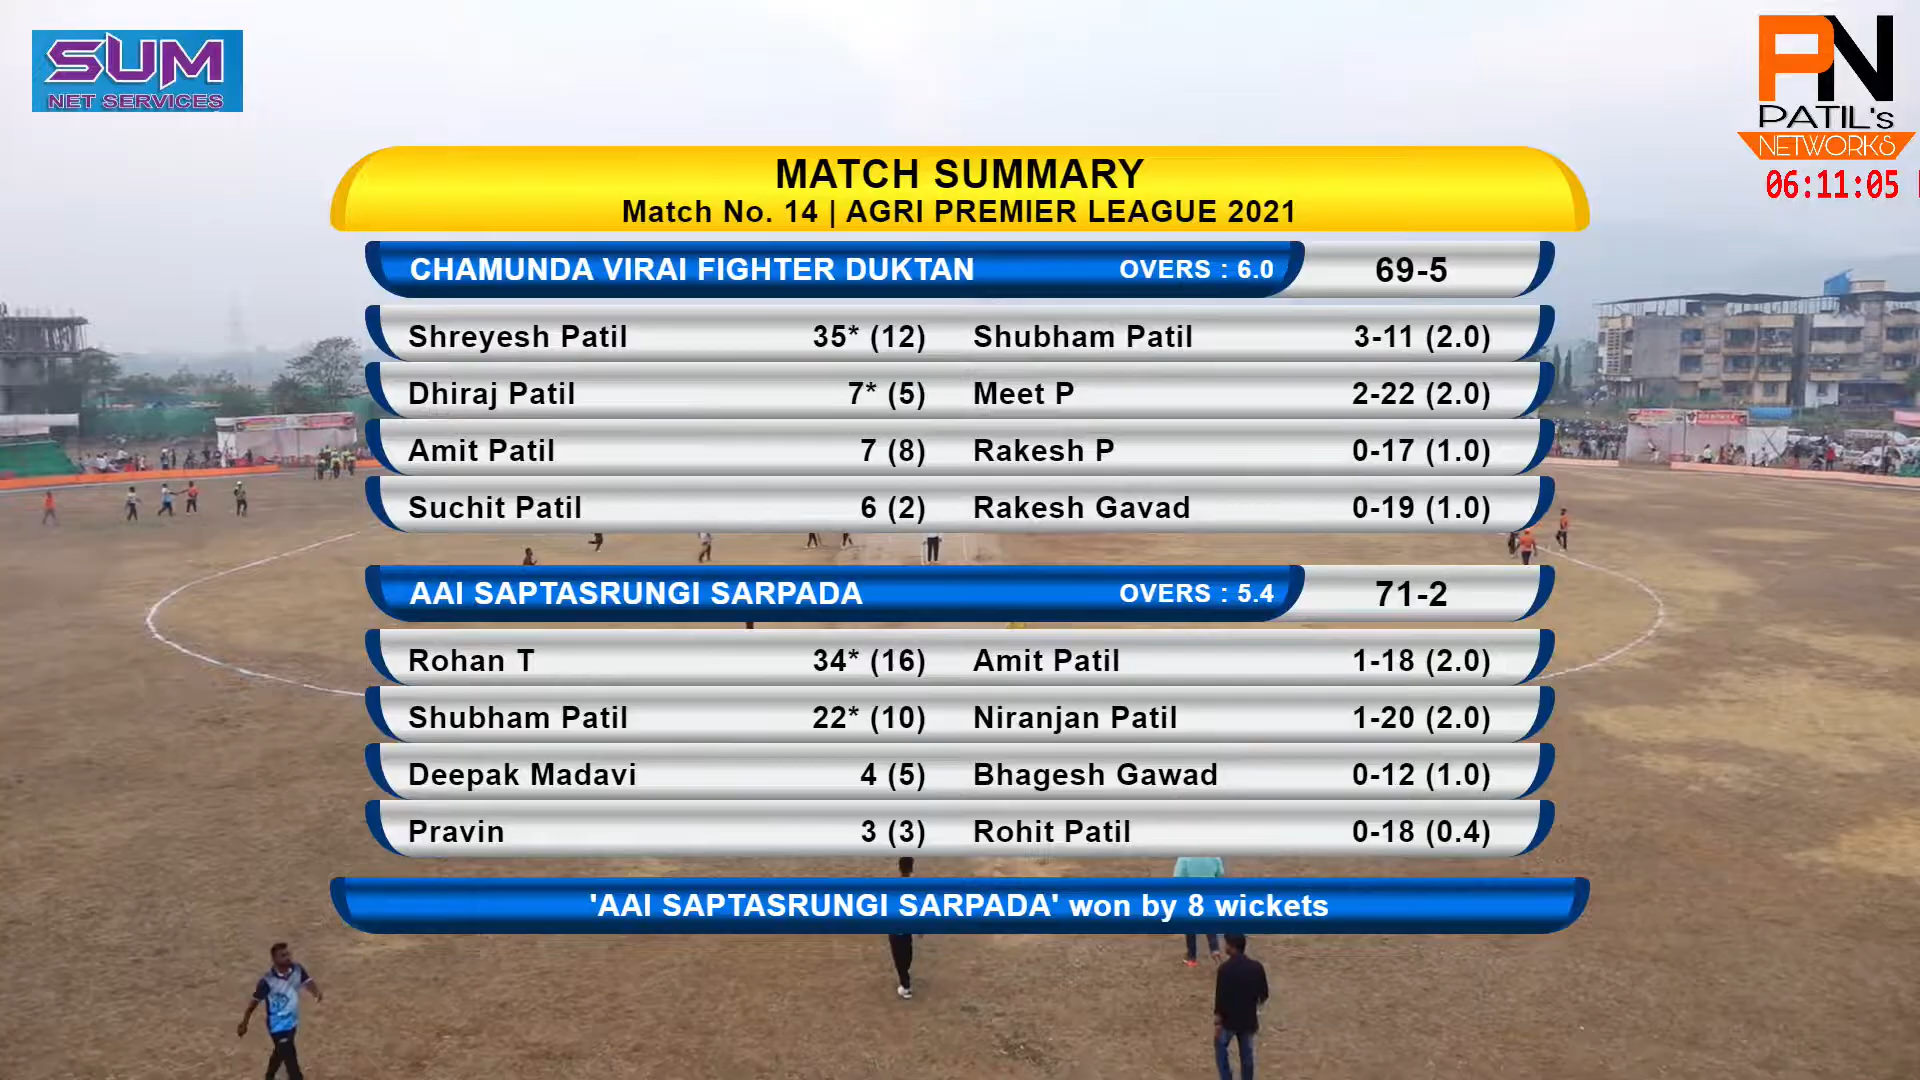 SUM
NET SERVICES
PN
PATIL's
NETWORKS
06:11:05
MATCH SUMMARY
Match No. 14 | AGRI PREMIER LEAGUE 2021
CHAMUNDA VIRAI FIGHTER DUKTAN OVERS : 6.0 69-5
Shreyesh Patil 35* (12) Shubham Patil 3-11 (2.0)
Dhiraj Patil 7* (5) Meet P 2-22 (2.0)
Amit Patil 7 (8) Rakesh P 0-17 (1.0)
Suchit Patil 6 (2) Rakesh Gavad 0-19 (1.0)
AAI SAPTASRUNGI SARPADA OVERS : 5.4 71-2
Rohan T 34* (16) Amit Patil 1-18 (2.0)
Shubham Patil 22* (10) Niranjan Patil 1-20 (2.0)
Deepak Madavi 4 (5) Bhagesh Gawad 0-12 (1.0)
Pravin 3 (3) Rohit Patil 0-18 (0.4)
'AAI SAPTASRUNGI SARPADA' won by 8 wickets